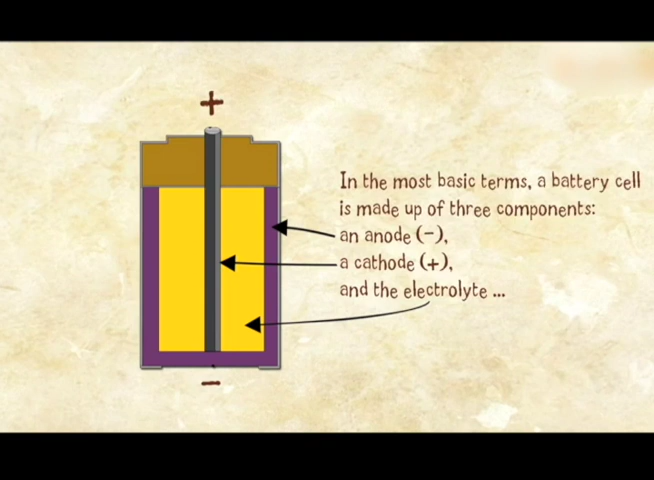 +
In the most basic terms, a battery cell
is made up of three components:
an anode (-),
a cathode (+),
and the electrolyte ...
-